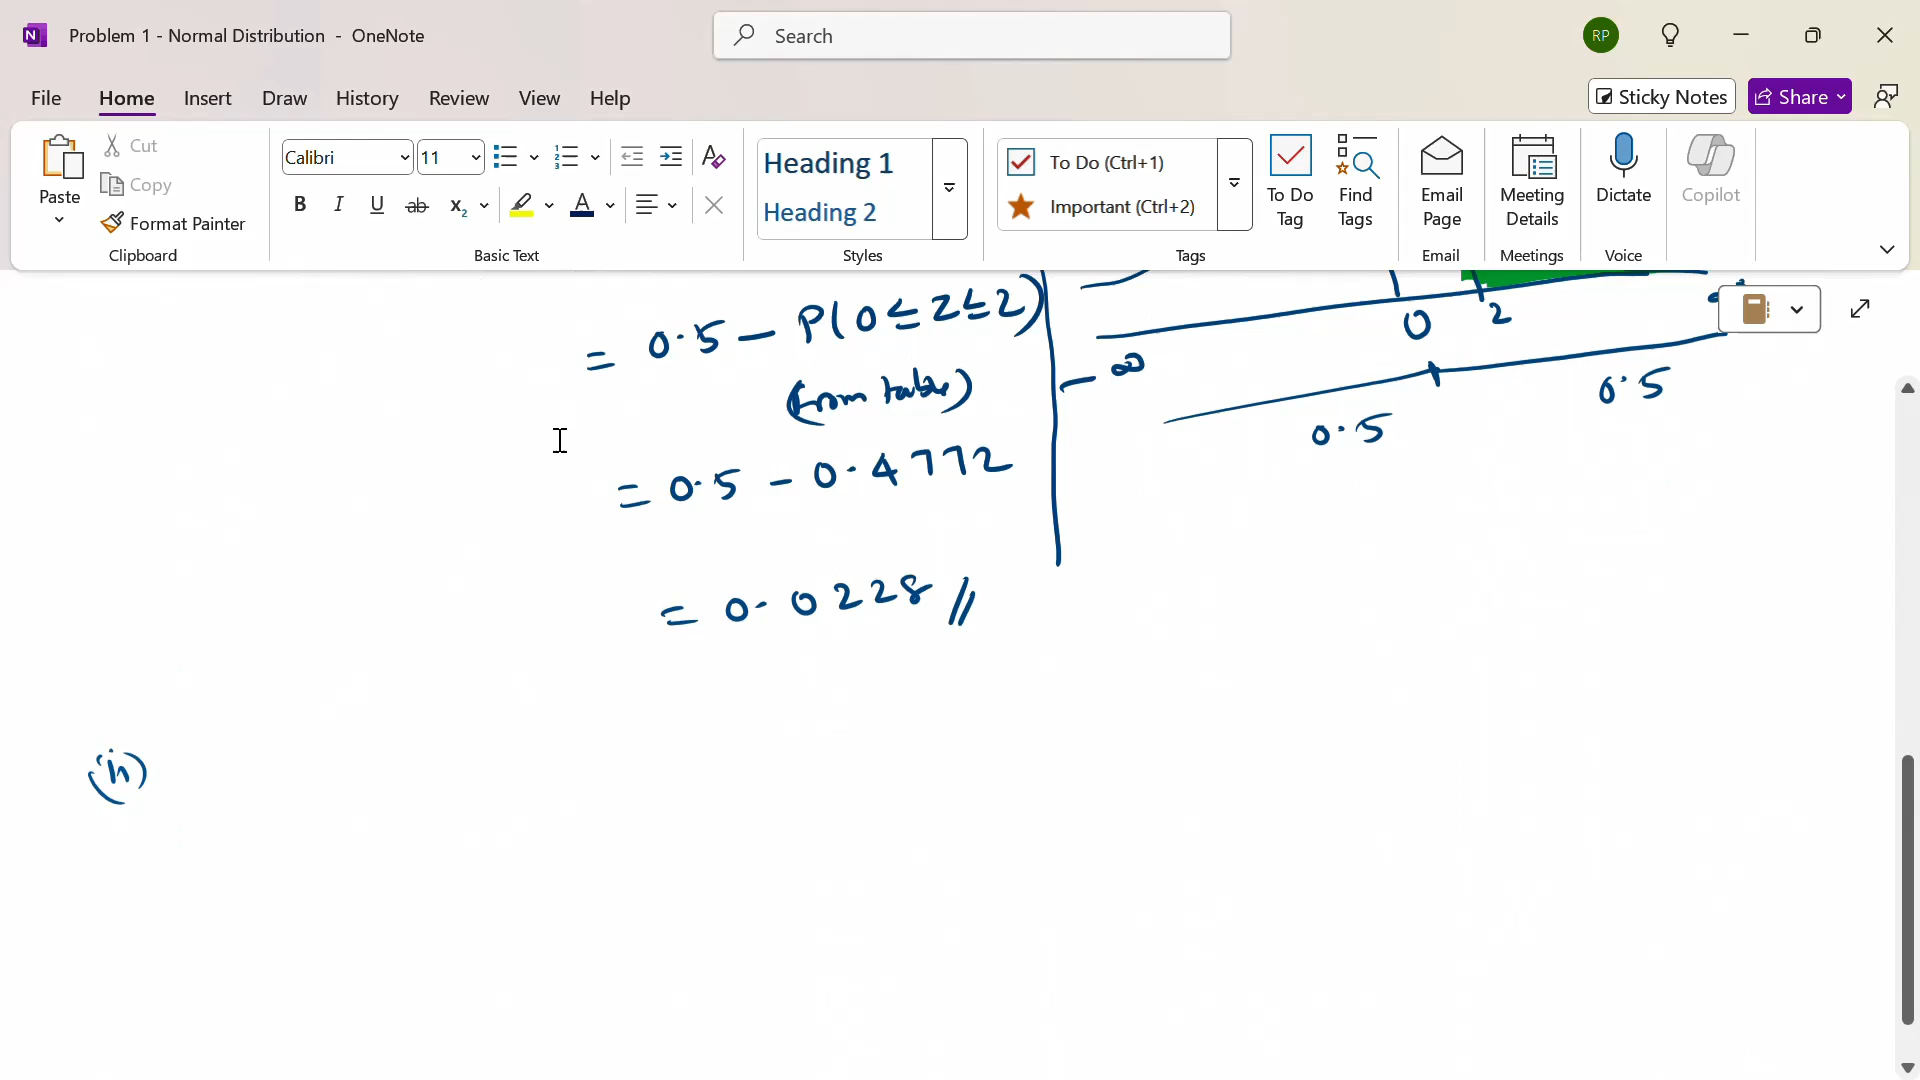 Problem 1 - Normal Distribution - OneNote
Search
RP
File Home Insert Draw History Review View Help
Sticky Notes
Share
Paste
Cut
Copy
Format Painter
Clipboard
Calibri
11
B I U ab x₂ A
Basic Text
Heading 1
Heading 2
Styles
To Do (Ctrl+1)
Important (Ctrl+2)
Tags
To Do Tag
Find Tags
Email Page
Email
Meeting Details
Meetings
Dictate
Voice
Copilot
= 0.5 - P(0 ≤ z ≤ 2)
(from table)
= 0.5 - 0.4772
= 0.0228 //
0 2
- ∞
0.5 0.5
(ii)